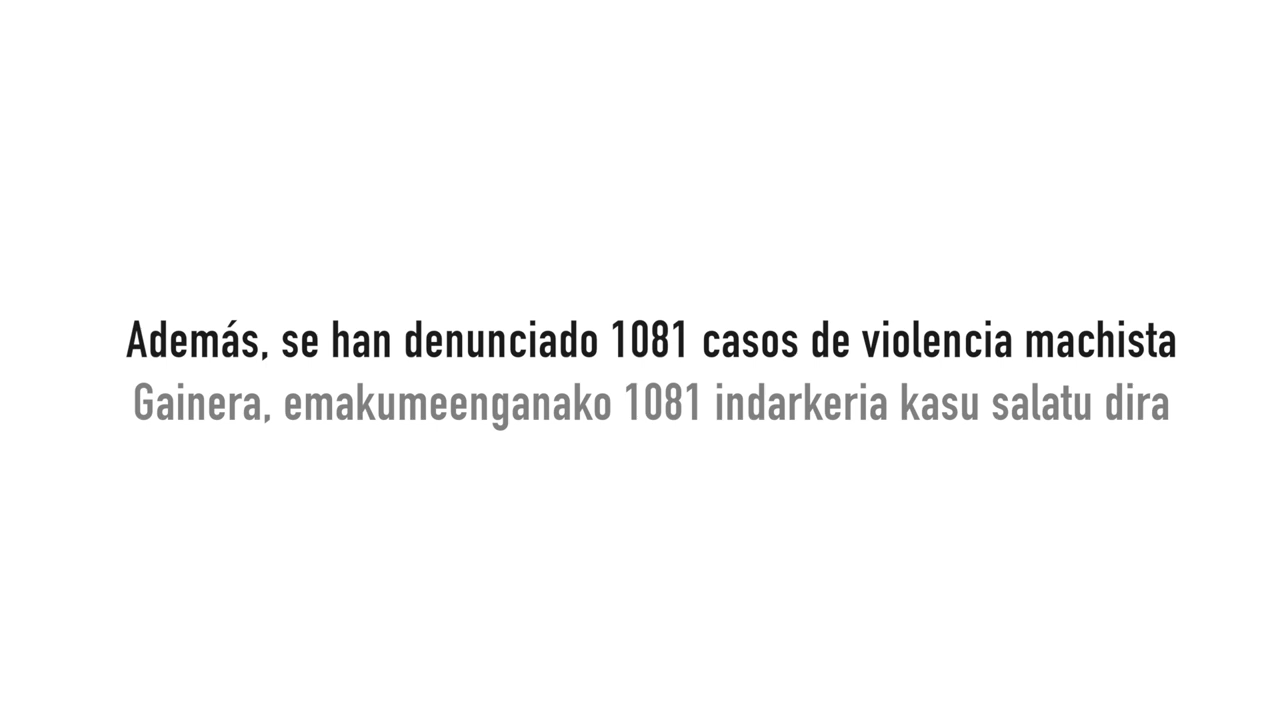 Además, se han denunciado 1081 casos de violencia machista
Gainera, emakumeenganako 1081 indarkeria kasu salatu dira